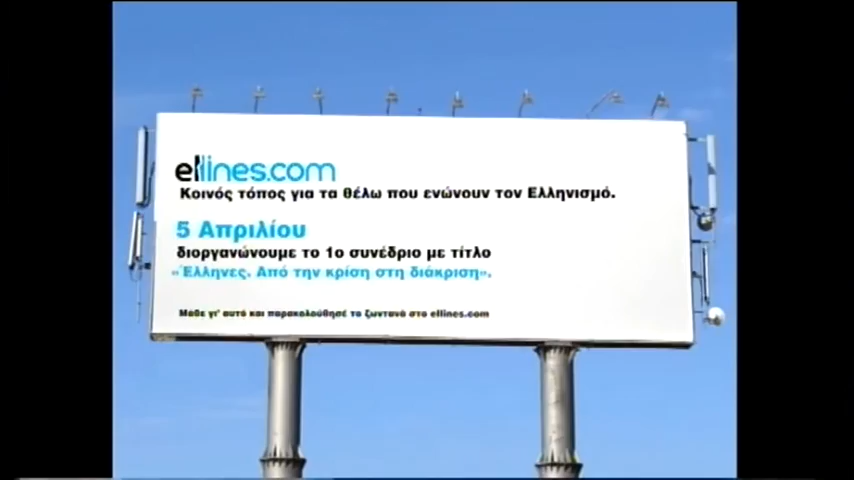 ellines.com
Κοινός τόπος για τα θέλω που ενώνουν τον Ελληνισμό.
5 Απριλίου
διοργανώνουμε το 1ο συνέδριο με τίτλο
«Έλληνες. Από την κρίση στη διάκριση».
Μάθε γι' αυτό και παρακολούθησέ το ζωντανά στο ellines.com